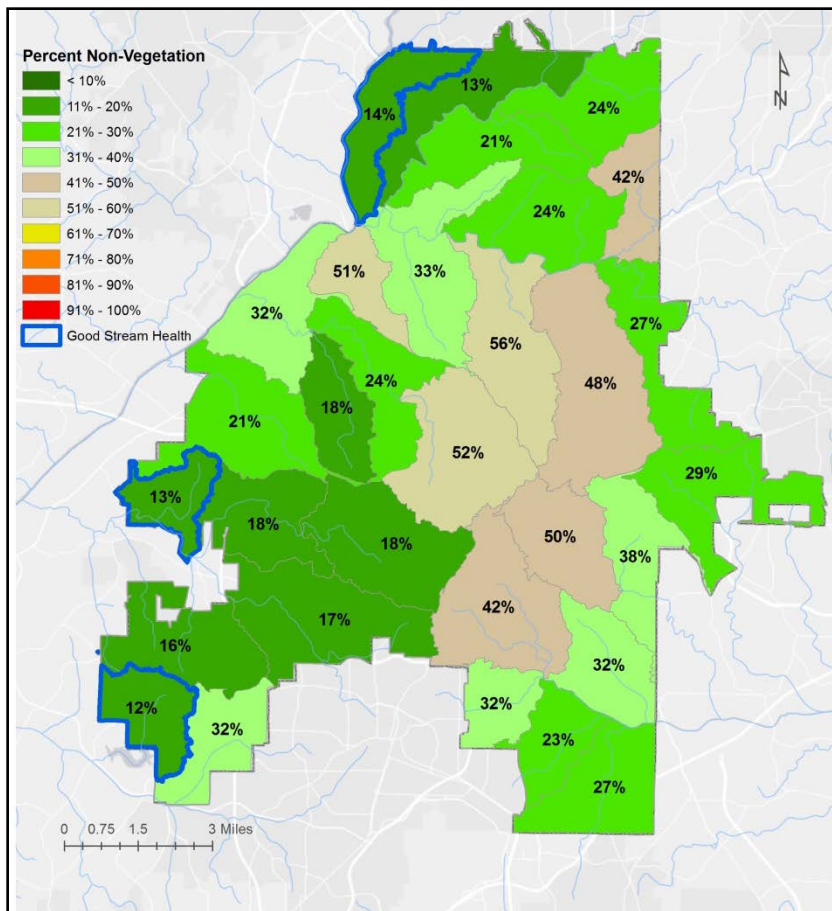 Percent Non-Vegetation
< 10%
11% - 20%
21% - 30%
31% - 40%
41% - 50%
51% - 60%
61% - 70%
71% - 80%
81% - 90%
91% - 100%
Good Stream Health
N
13%
14%
24%
21%
42%
24%
51%
33%
32%
27%
56%
24%
48%
18%
21%
52%
29%
13%
18%
50%
18%
38%
17%
42%
16%
32%
12%
32%
32%
23%
27%
0 0.75 1.5 3 Miles